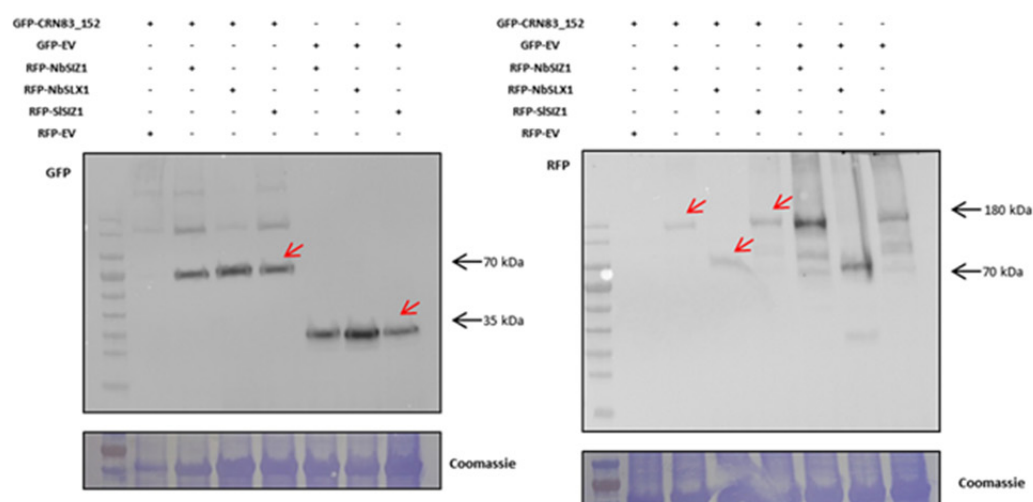 GFP-CRN83_152 + + + + - - -
GFP-EV - - - - + + +
RFP-NbSIZ1 - + - - + - -
RFP-NbSLX1 - - + - - + -
RFP-SlSIZ1 - - - + - - +
RFP-EV + - - - - - -
GFP
70 kDa
35 kDa
Coomassie
GFP-CRN83_152 + + + + - - -
GFP-EV - - - - + + +
RFP-NbSIZ1 - + - - + - -
RFP-NbSLX1 - - + - - + -
RFP-SlSIZ1 - - - + - - +
RFP-EV + - - - - - -
RFP
180 kDa
70 kDa
Coomassie